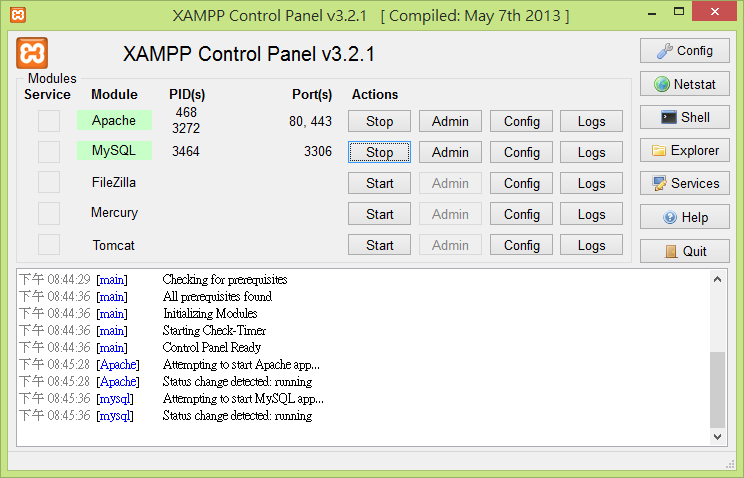 XAMPP Control Panel v3.2.1 [ Compiled: May 7th 2013 ]
XAMPP Control Panel v3.2.1
Config
Modules
Service Module PID(s) Port(s) Actions
Netstat
Apache 468 3272 80, 443 Stop Admin Config Logs
Shell
MySQL 3464 3306 Stop Admin Config Logs
Explorer
FileZilla Start Admin Config Logs
Services
Mercury Start Admin Config Logs
Help
Tomcat Start Admin Config Logs
Quit
下午 08:44:29 [main] Checking for prerequisites
下午 08:44:36 [main] All prerequisites found
下午 08:44:36 [main] Initializing Modules
下午 08:44:36 [main] Starting Check-Timer
下午 08:44:36 [main] Control Panel Ready
下午 08:45:28 [Apache] Attempting to start Apache app...
下午 08:45:28 [Apache] Status change detected: running
下午 08:45:36 [mysql] Attempting to start MySQL app...
下午 08:45:36 [mysql] Status change detected: running